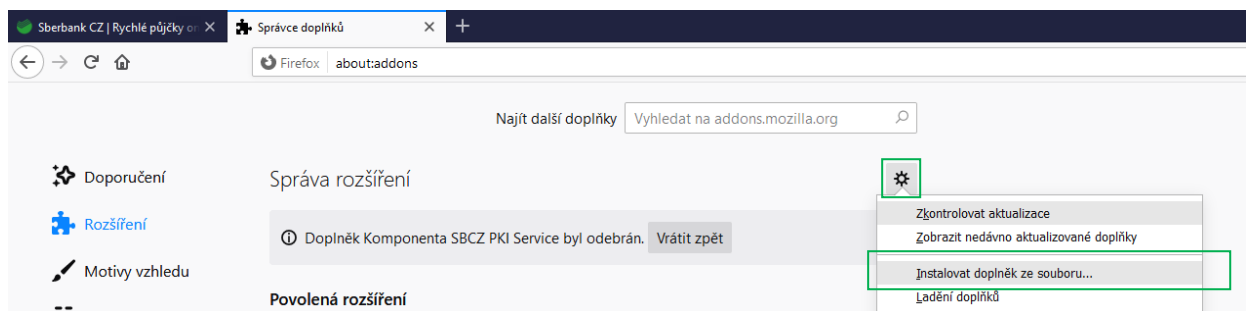 Sberbank CZ | Rychlé půjčky on
Správce doplňků
Firefox about:addons
Najít další doplňky Vyhledat na addons.mozilla.org
Doporučení
Správa rozšíření
Rozšíření
Zkontrolovat aktualizace
Doplněk Komponenta SBCZ PKI Service byl odebrán. Vrátit zpět
Zobrazit nedávno aktualizované doplňky
Motivy vzhledu
Instalovat doplněk ze souboru...
Povolená rozšíření
Ladění doplňků